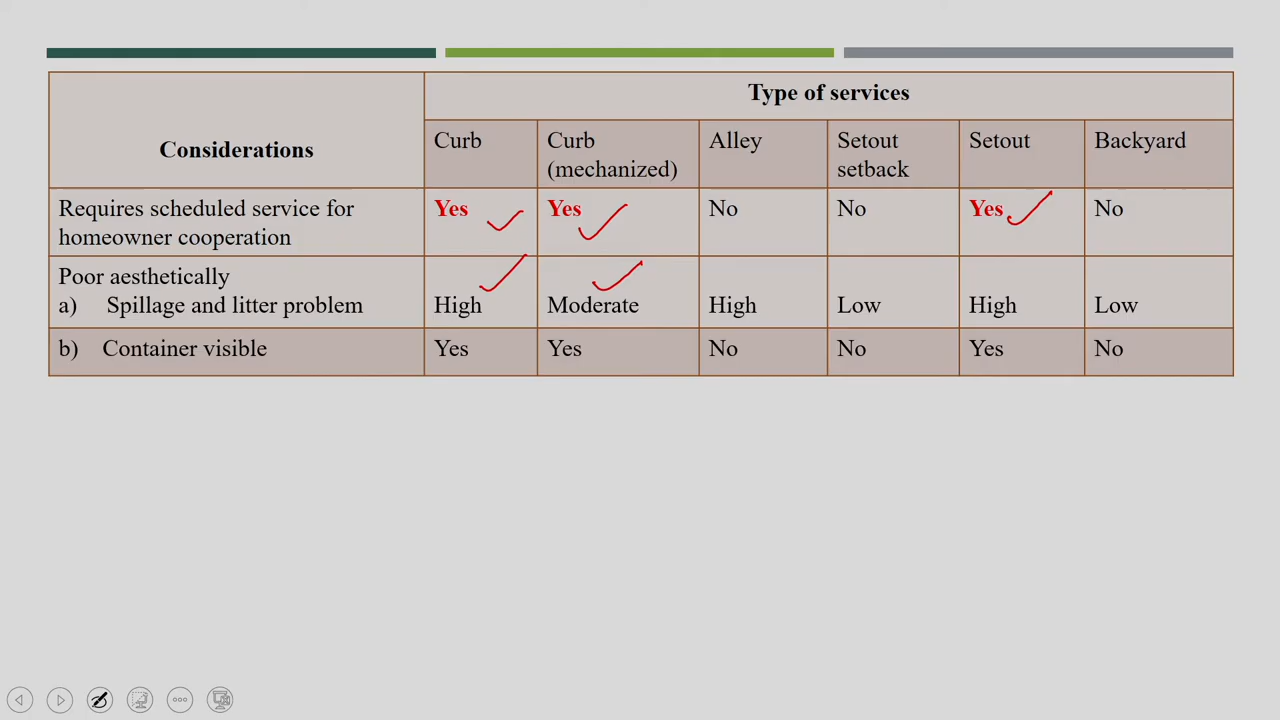 Type of services
Considerations
Curb
Curb
(mechanized)
Alley
Setout
setback
Setout
Backyard
Requires scheduled service for
homeowner cooperation
Yes
Yes
No
No
Yes
No
Poor aesthetically
a) Spillage and litter problem
High
Moderate
High
Low
High
Low
b) Container visible
Yes
Yes
No
No
Yes
No